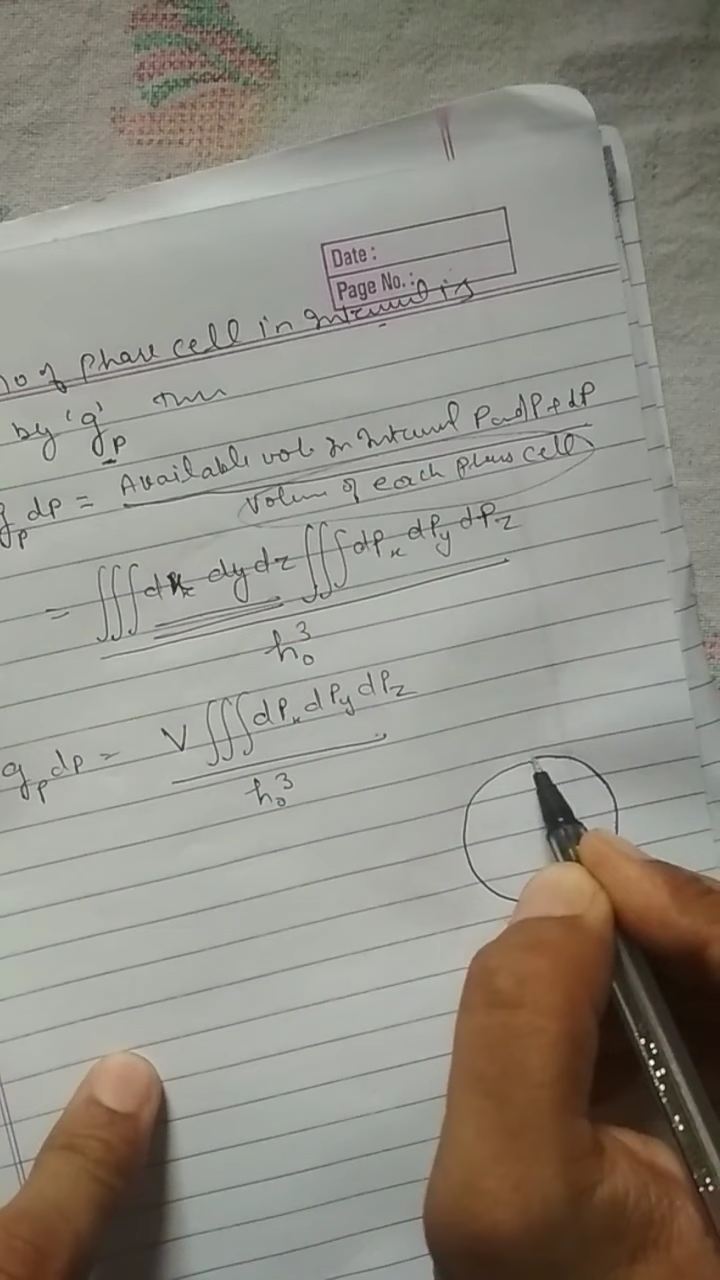 Date :
Page No. :
no of phase cell in interval is
by 'g_p' then
g_p dp = Available vol in interval P and P + dP
Volum of each phase cell
= ∭ dx dy dz ∭ dP_x dP_y dP_z
h_0^3
g_p dp = V ∭ dP_x dP_y dP_z
h_0^3